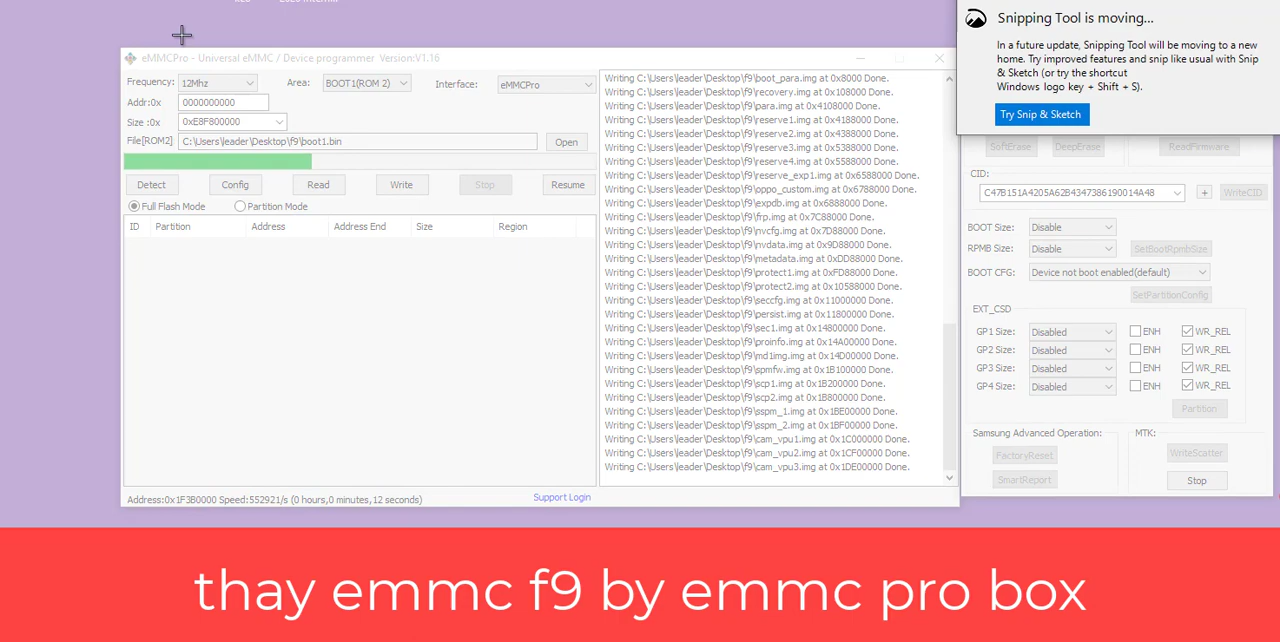 Snipping Tool is moving...
In a future update, Snipping Tool will be moving to a new
home. Try improved features and snip like usual with Snip
& Sketch (or try the shortcut
Windows logo key + Shift + S).
Try Snip & Sketch
eMMCPro - Universal eMMC / Device programmer Version:V1.16
Frequency: 12Mhz Area: BOOT1(ROM 2) Interface: eMMCPro
Addr:0x 0000000000
Size :0x 0xE8F800000
File[ROM2] C:\Users\leader\Desktop\f9\boot1.bin Open
Detect Config Read Write Stop Resume
Full Flash Mode Partition Mode
ID Partition Address Address End Size Region
Writing C:\Users\leader\Desktop\f9\boot_para.img at 0x8000 Done.
Writing C:\Users\leader\Desktop\f9\recovery.img at 0x108000 Done.
Writing C:\Users\leader\Desktop\f9\para.img at 0x4108000 Done.
Writing C:\Users\leader\Desktop\f9\reserve1.img at 0x4188000 Done.
Writing C:\Users\leader\Desktop\f9\reserve2.img at 0x4388000 Done.
Writing C:\Users\leader\Desktop\f9\reserve3.img at 0x5388000 Done.
Writing C:\Users\leader\Desktop\f9\reserve4.img at 0x5588000 Done.
Writing C:\Users\leader\Desktop\f9\reserve_exp1.img at 0x6588000 Done.
Writing C:\Users\leader\Desktop\f9\oppo_custom.img at 0x6788000 Done.
Writing C:\Users\leader\Desktop\f9\expdb.img at 0x6888000 Done.
Writing C:\Users\leader\Desktop\f9\frp.img at 0x7C88000 Done.
Writing C:\Users\leader\Desktop\f9\nvcfg.img at 0x7D88000 Done.
Writing C:\Users\leader\Desktop\f9\nvdata.img at 0x9D88000 Done.
Writing C:\Users\leader\Desktop\f9\metadata.img at 0xDD88000 Done.
Writing C:\Users\leader\Desktop\f9\protect1.img at 0xFD88000 Done.
Writing C:\Users\leader\Desktop\f9\protect2.img at 0x10588000 Done.
Writing C:\Users\leader\Desktop\f9\seccfg.img at 0x11000000 Done.
Writing C:\Users\leader\Desktop\f9\persist.img at 0x11800000 Done.
Writing C:\Users\leader\Desktop\f9\sec1.img at 0x14800000 Done.
Writing C:\Users\leader\Desktop\f9\proinfo.img at 0x14A00000 Done.
Writing C:\Users\leader\Desktop\f9\md1img.img at 0x14D00000 Done.
Writing C:\Users\leader\Desktop\f9\spmfw.img at 0x1B100000 Done.
Writing C:\Users\leader\Desktop\f9\scp1.img at 0x1B200000 Done.
Writing C:\Users\leader\Desktop\f9\scp2.img at 0x1B800000 Done.
Writing C:\Users\leader\Desktop\f9\sspm_1.img at 0x1BE00000 Done.
Writing C:\Users\leader\Desktop\f9\sspm_2.img at 0x1BF00000 Done.
Writing C:\Users\leader\Desktop\f9\cam_vpu1.img at 0x1C000000 Done.
Writing C:\Users\leader\Desktop\f9\cam_vpu2.img at 0x1CF00000 Done.
Writing C:\Users\leader\Desktop\f9\cam_vpu3.img at 0x1DE00000 Done.
Address:0x1F3B0000 Speed:552921/s (0 hours,0 minutes,12 seconds) Support Login
SoftErase DeepErase ReadFirmware
CID:
C47B151A4205A62B4347386190014A48 + WriteCID
BOOT Size: Disable
RPMB Size: Disable SetBootRpmbSize
BOOT CFG: Device not boot enabled(default)
SetPartitionConfig
EXT_CSD
GP1 Size: Disabled ENH WR_REL
GP2 Size: Disabled ENH WR_REL
GP3 Size: Disabled ENH WR_REL
GP4 Size: Disabled ENH WR_REL
Partition
Samsung Advanced Operation: MTK:
FactoryReset WriteScatter
SmartReport Stop
thay emmc f9 by emmc pro box